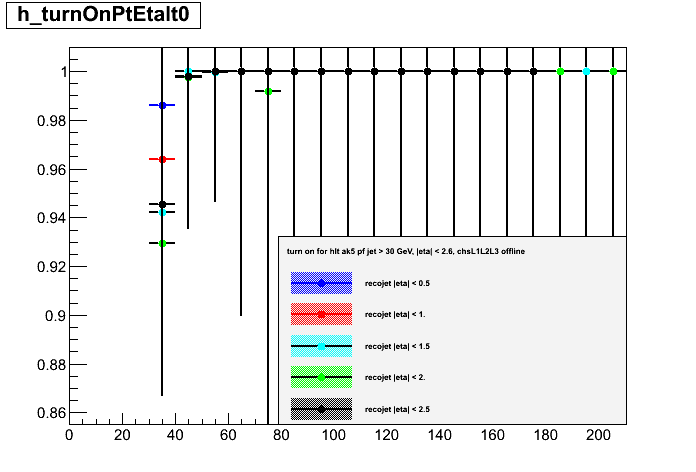 h_turnOnPtEtalt0
1
0.98
0.96
0.94
0.92
0.9
0.88
0.86
0 20 40 60 80 100 120 140 160 180 200
turn on for hlt ak5 pf jet > 30 GeV, |eta| < 2.6, chsL1L2L3 offline
recojet |eta| < 0.5
recojet |eta| < 1.
recojet |eta| < 1.5
recojet |eta| < 2.
recojet |eta| < 2.5